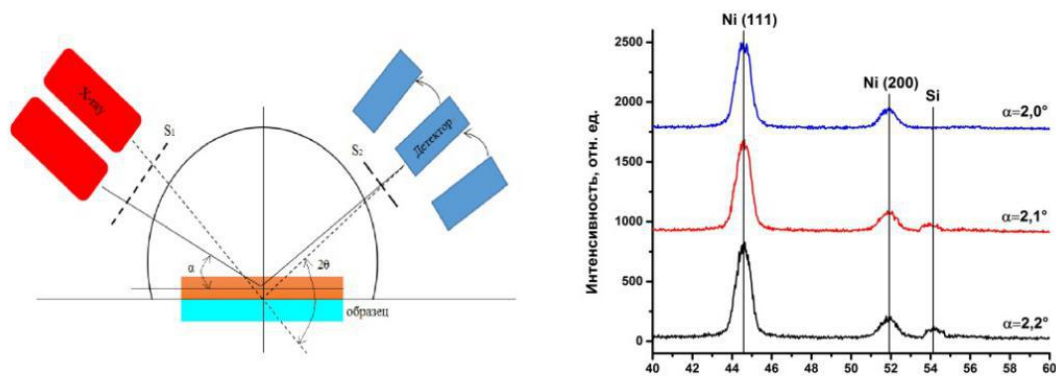 X-ray
S1
S2
Детектор
α
2θ
образец
Ni (111)
Ni (200)
Si
α=2,0°
α=2,1°
α=2,2°
Интенсивность, отн. ед.
2500
2000
1500
1000
500
0
40 42 44 46 48 50 52 54 56 58 60